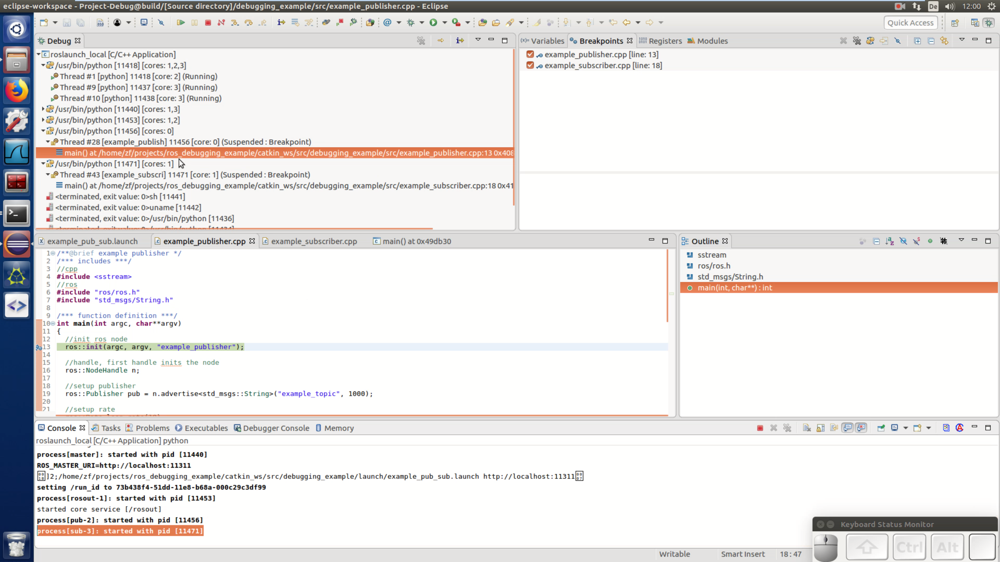 eclipse-workspace - Project-Debug@build/[Source directory]/debugging_example/src/example_publisher.cpp - Eclipse
De
12:00
Quick Access
Debug
roslaunch_local [C/C++ Application]
/usr/bin/python [11418] [cores: 1,2,3]
Thread #1 [python] 11418 [core: 2] (Running)
Thread #9 [python] 11437 [core: 3] (Running)
Thread #10 [python] 11438 [core: 3] (Running)
/usr/bin/python [11440] [cores: 1,3]
/usr/bin/python [11453] [cores: 1,2]
/usr/bin/python [11456] [cores: 0]
Thread #28 [example_publish] 11456 [core: 0] (Suspended : Breakpoint)
main() at /home/zf/projects/ros_debugging_example/catkin_ws/src/debugging_example/src/example_publisher.cpp:13 0x408
/usr/bin/python [11471] [cores: 1]
Thread #43 [example_subscri] 11471 [core: 1] (Suspended : Breakpoint)
main() at /home/zf/projects/ros_debugging_example/catkin_ws/src/debugging_example/src/example_subscriber.cpp:18 0x41
<terminated, exit value: 0>sh [11441]
<terminated, exit value: 0>uname [11442]
<terminated, exit value: 0>/usr/bin/python [11436]
(x)= Variables
Breakpoints
Registers
Modules
example_publisher.cpp [line: 13]
example_subscriber.cpp [line: 18]
example_pub_sub.launch
example_publisher.cpp
example_subscriber.cpp
main() at 0x49db30
1 /**@brief example publisher */
2 /*** includes ***/
3 //cpp
4 #include <sstream>
5 //ros
6 #include "ros/ros.h"
7 #include "std_msgs/String.h"
8
9 /*** function definition ***/
10 int main(int argc, char**argv)
11 {
12 //init ros node
13 ros::init(argc, argv, "example_publisher");
14
15 //handle, first handle inits the node
16 ros::NodeHandle n;
17
18 //setup publisher
19 ros::Publisher pub = n.advertise<std_msgs::String>("example_topic", 1000);
20
21 //setup rate
Outline
sstream
ros/ros.h
std_msgs/String.h
main(int, char**) : int
Console
Tasks
Problems
Executables
Debugger Console
Memory
roslaunch_local [C/C++ Application] python
process[master]: started with pid [11440]
ROS_MASTER_URI=http://localhost:11311
]2;/home/zf/projects/ros_debugging_example/catkin_ws/src/debugging_example/launch/example_pub_sub.launch http://localhost:11311
setting /run_id to 73b438f4-51dd-11e8-b68a-000c29c3df99
process[rosout-1]: started with pid [11453]
started core service [/rosout]
process[pub-2]: started with pid [11456]
process[sub-3]: started with pid [11471]
Writable
Smart Insert
18 : 47
Keyboard Status Monitor
Ctrl
Alt